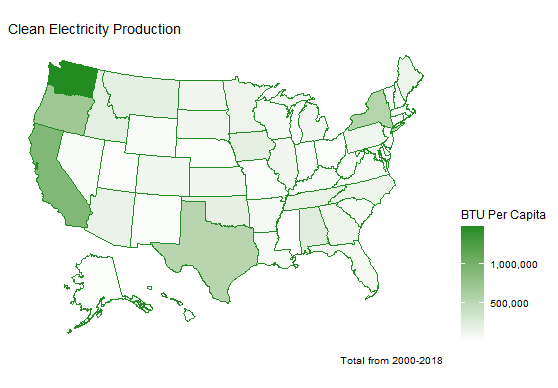 Clean Electricity Production
BTU Per Capita
1,000,000
500,000
Total from 2000-2018